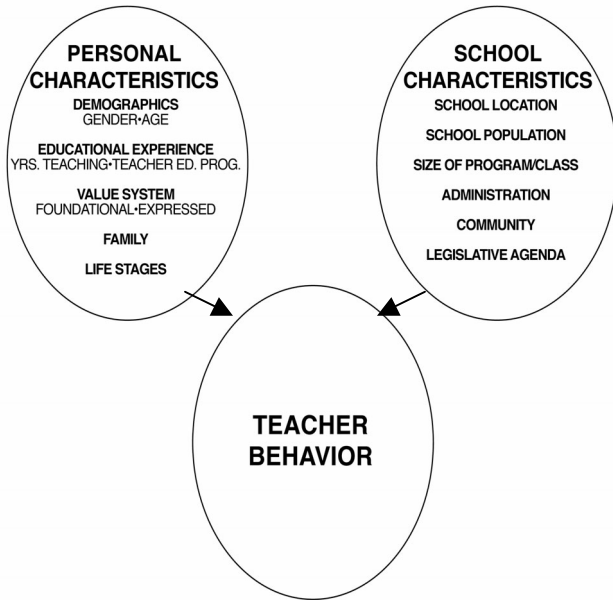 PERSONAL
CHARACTERISTICS
DEMOGRAPHICS
GENDER•AGE
EDUCATIONAL EXPERIENCE
YRS. TEACHING•TEACHER ED. PROG.
VALUE SYSTEM
FOUNDATIONAL•EXPRESSED
FAMILY
LIFE STAGES
SCHOOL
CHARACTERISTICS
SCHOOL LOCATION
SCHOOL POPULATION
SIZE OF PROGRAM/CLASS
ADMINISTRATION
COMMUNITY
LEGISLATIVE AGENDA
TEACHER
BEHAVIOR